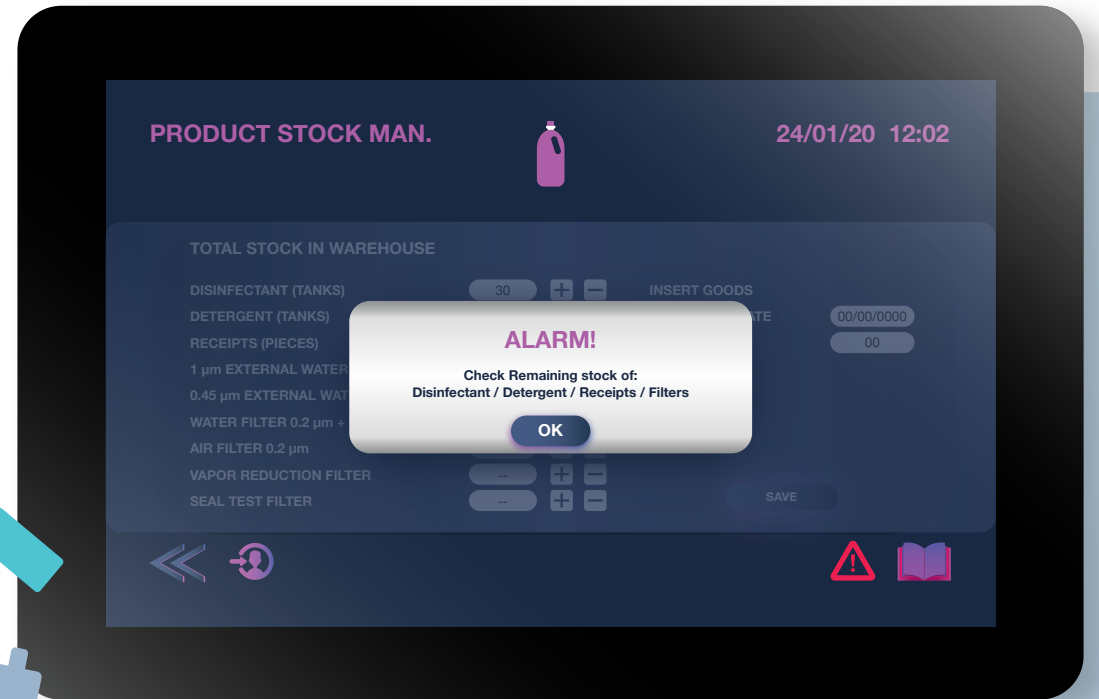 PRODUCT STOCK MAN.
24/01/20 12:02
TOTAL STOCK IN WAREHOUSE
DISINFECTANT (TANKS) 30 + − INSERT GOODS
DETERGENT (TANKS) 00/00/0000
RECEIPTS (PIECES) 00
1 µm EXTERNAL WATER
0.45 µm EXTERNAL
WATER FILTER 0.2 µm +
AIR FILTER 0.2 µm
VAPOR REDUCTION FILTER -- + −
SEAL TEST FILTER -- + −
SAVE
ALARM!
Check Remaining stock of:
Disinfectant / Detergent / Receipts / Filters
OK